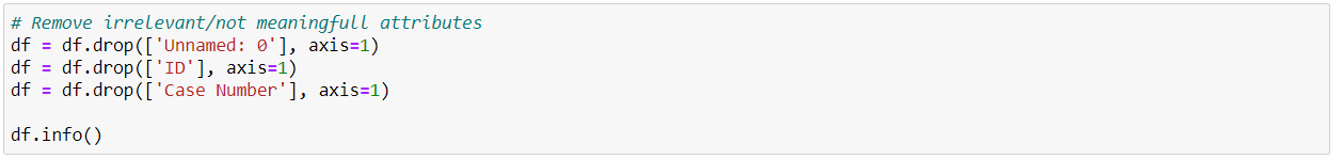 # Remove irrelevant/not meaningfull attributes
df = df.drop(['Unnamed: 0'], axis=1)
df = df.drop(['ID'], axis=1)
df = df.drop(['Case Number'], axis=1)
df.info()